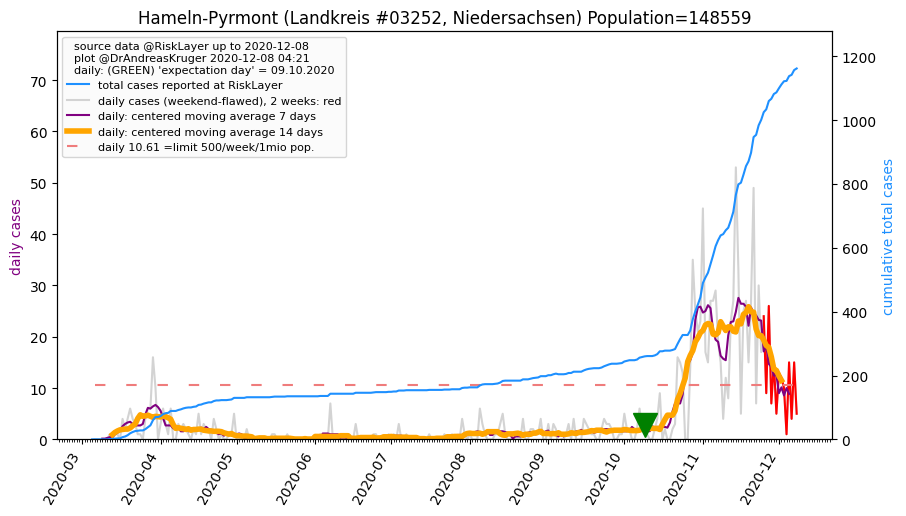 Hameln-Pyrmont (Landkreis #03252, Niedersachsen) Population=148559
source data @RiskLayer up to 2020-12-08
plot @DrAndreasKruger 2020-12-08 04:21
daily: (GREEN) 'expectation day' = 09.10.2020
total cases reported at RiskLayer
daily cases (weekend-flawed), 2 weeks: red
daily: centered moving average 7 days
daily: centered moving average 14 days
daily 10.61 =limit 500/week/1mio pop.
daily cases
70
60
50
40
30
20
10
0
cumulative total cases
1200
1000
800
600
400
200
0
2020-03
2020-04
2020-05
2020-06
2020-07
2020-08
2020-09
2020-10
2020-11
2020-12